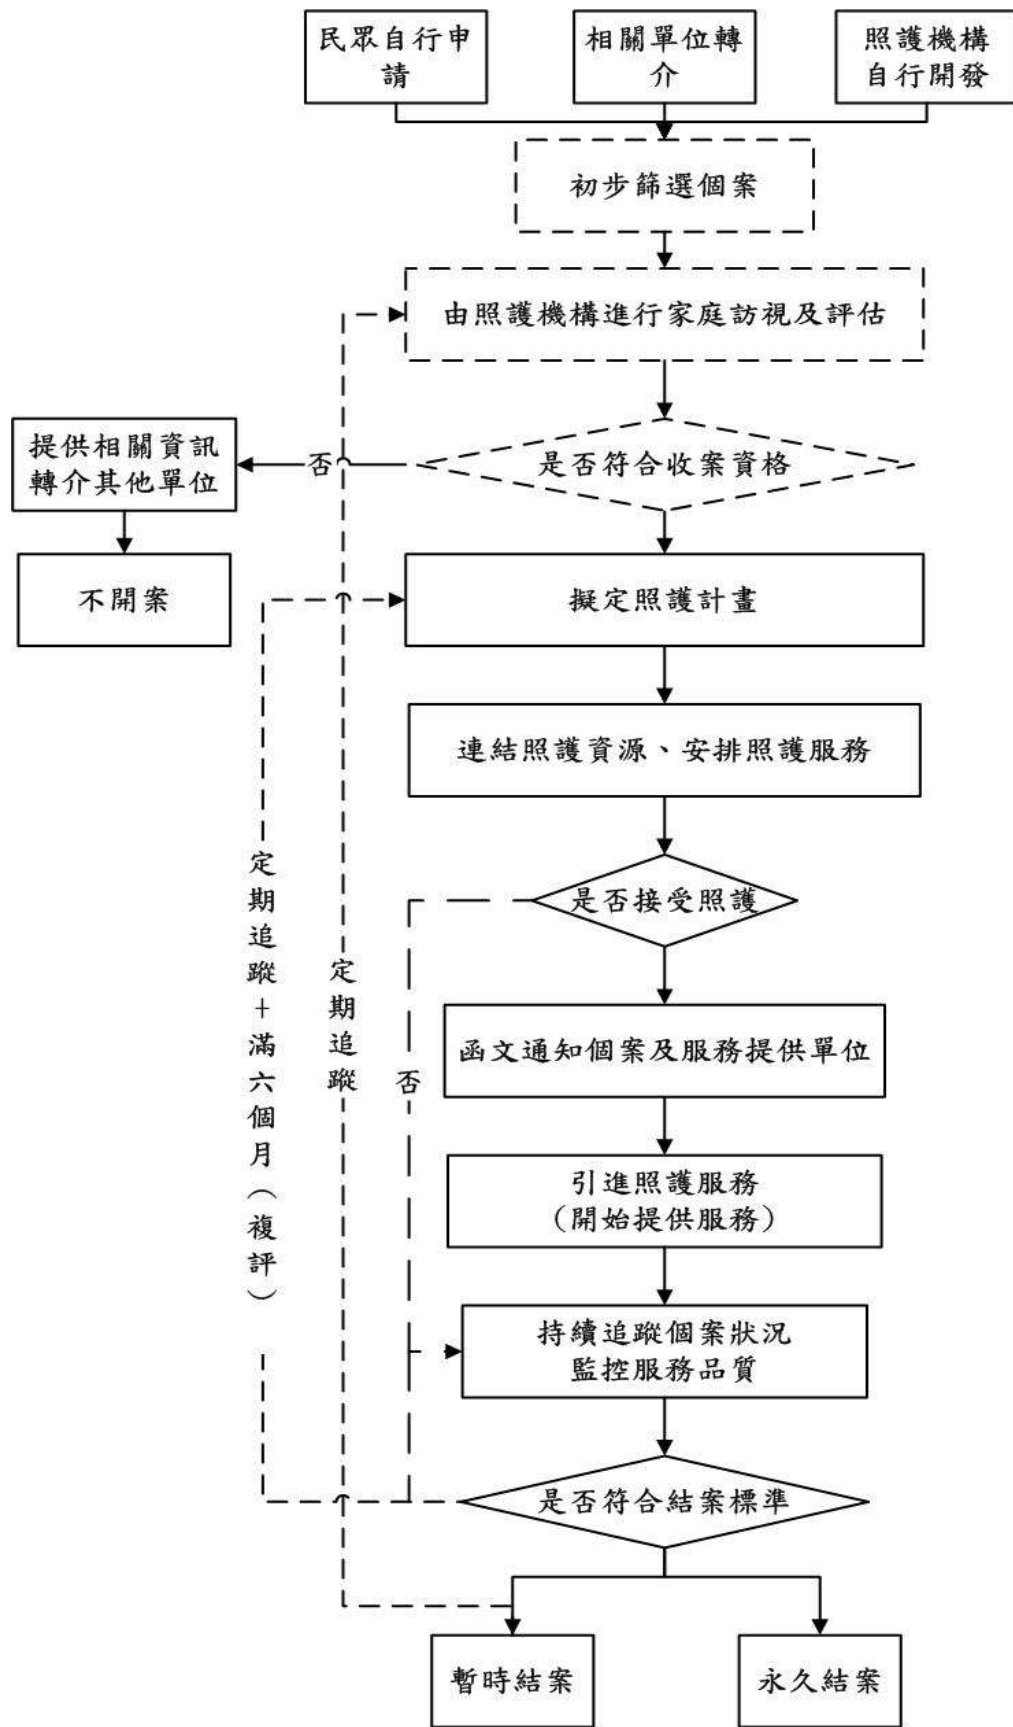 民眾自行申
請
相關單位轉
介
照護機構
自行開發
初步篩選個案
由照護機構進行家庭訪視及評估
是否符合收案資格
否
提供相關資訊
轉介其他單位
不開案
擬定照護計畫
連結照護資源、安排照護服務
是否接受照護
定期追蹤+滿六個月(複評)
定期追蹤
否
函文通知個案及服務提供單位
引進照護服務
(開始提供服務)
持續追蹤個案狀況
監控服務品質
是否符合結案標準
暫時結案
永久結案